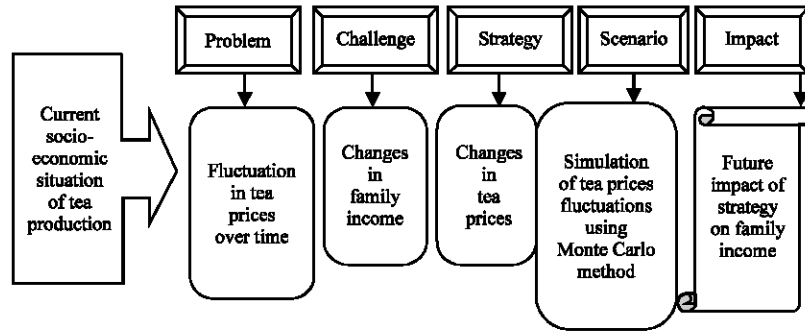 Problem
Challenge
Strategy
Scenario
Impact
Current
socio-
economic
situation
of tea
production
Fluctuation
in tea
prices
over time
Changes
in
family
income
Changes
in
tea
prices
Simulation
of tea prices
fluctuations
using
Monte Carlo
method
Future
impact of
strategy
on family
income